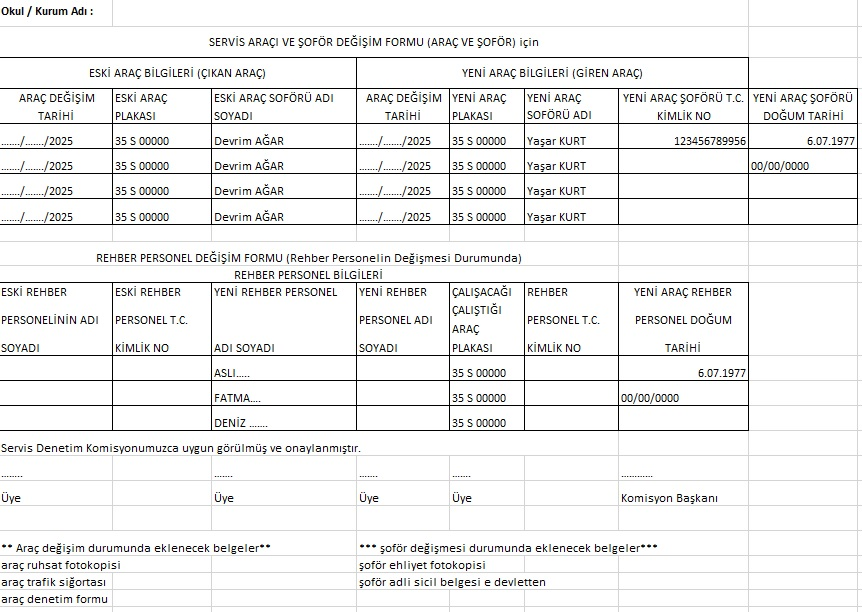 Okul / Kurum Adı :
SERVİS ARACI VE ŞOFÖR DEĞİŞİM FORMU (ARAÇ VE ŞOFÖR) için
ESKİ ARAÇ BİLGİLERİ (ÇIKAN ARAÇ) YENİ ARAÇ BİLGİLERİ (GİREN ARAÇ)
ARAÇ DEĞİŞİM ESKİ ARAÇ ESKİ ARAÇ SOFÖRÜ ADI ARAÇ DEĞİŞİM YENİ ARAÇ YENİ ARAÇ YENİ ARAÇ ŞOFÖRÜ T.C. YENİ ARAÇ ŞOFÖRÜ
TARİHİ PLAKASI SOYADI TARİHİ PLAKASI SOFÖRÜ ADI KİMLİK NO DOĞUM TARİHİ
......./......./2025 35 S 00000 Devrim AĞAR ......./......./2025 35 S 00000 Yaşar KURT 123456789956 6.07.1977
......./......./2025 35 S 00000 Devrim AĞAR ......./......./2025 35 S 00000 Yaşar KURT 00/00/0000
......./......./2025 35 S 00000 Devrim AĞAR ......./......./2025 35 S 00000 Yaşar KURT
......./......./2025 35 S 00000 Devrim AĞAR ......./......./2025 35 S 00000 Yaşar KURT
REHBER PERSONEL DEĞİŞİM FORMU (Rehber Personelin Değişmesi Durumunda)
REHBER PERSONEL BİLGİLERİ
ESKİ REHBER ESKİ REHBER YENİ REHBER PERSONEL YENİ REHBER ÇALIŞACAĞI REHBER YENİ ARAÇ REHBER
ÇALIŞTIĞI
PERSONELİNİN ADI PERSONEL T.C. PERSONEL ADI ARAÇ PERSONEL T.C. PERSONEL DOĞUM
SOYADI KİMLİK NO ADI SOYADI SOYADI PLAKASI KİMLİK NO TARİHİ
ASLI..... 35 S 00000 6.07.1977
FATMA.... 35 S 00000 00/00/0000
DENİZ ....... 35 S 00000
Servis Denetim Komisyonumuzca uygun görülmüş ve onaylanmıştır.
........ ....... ....... ....... ............
Üye Üye Üye Üye Komisyon Başkanı
** Araç değişim durumunda eklenecek belgeler** *** şoför değişmesi durumunda eklenecek belgeler***
araç ruhsat fotokopisi şoför ehliyet fotokopisi
araç trafik siğortası şoför adli sicil belgesi e devletten
araç denetim formu